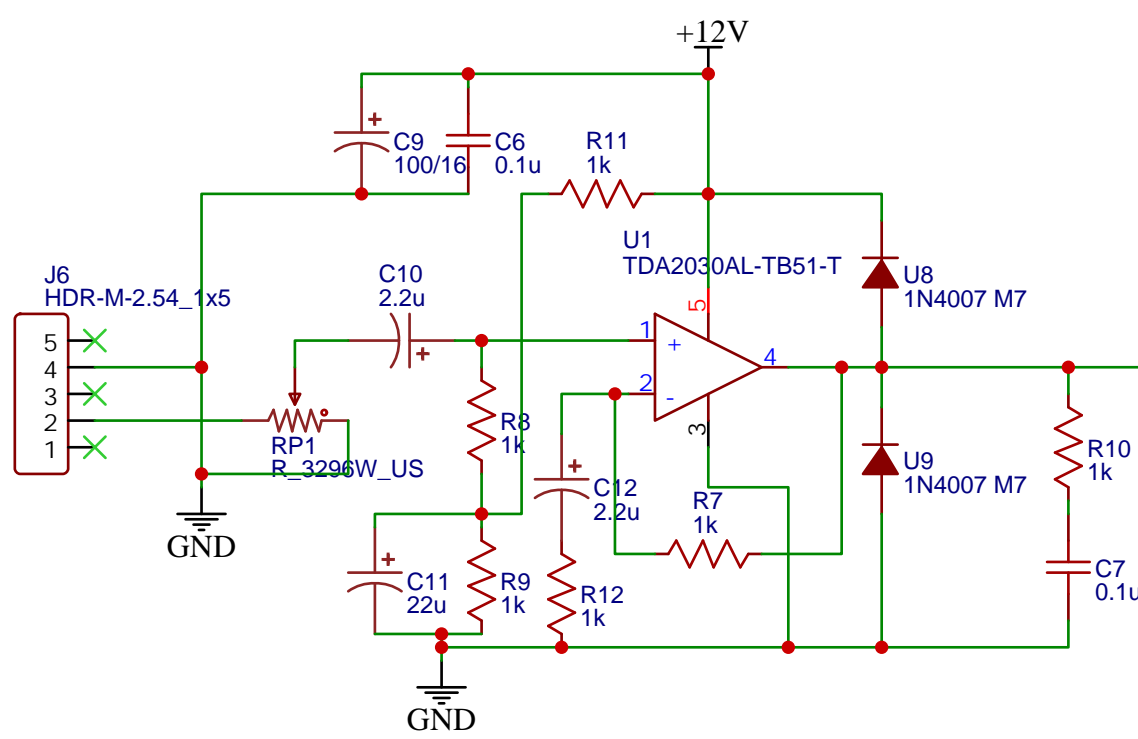 +12V
C9
100/16
C6
0.1u
R11
1k
U1
TDA2030AL-TB51-T
J6
HDR-M-2.54_1x5
C10
2.2u
U8
1N4007 M7
5
4
3
2
1
1
+
2
-
5
3
4
RP1
R_3296W_US
R8
1k
C12
2.2u
R7
1k
U9
1N4007 M7
R10
1k
GND
C11
22u
R9
1k
R12
1k
C7
0.1u
GND